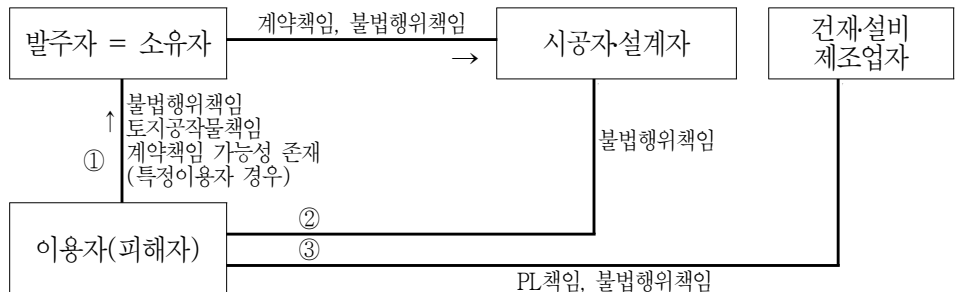 계약책임, 불법행위책임
발주자 = 소유자
→
시공자·설계자
건재·설비
제조업자
불법행위책임
↑
토지공작물책임
①
계약책임 가능성 존재
(특정이용자 경우)
불법행위책임
이용자(피해자)
②
③
PL책임, 불법행위책임